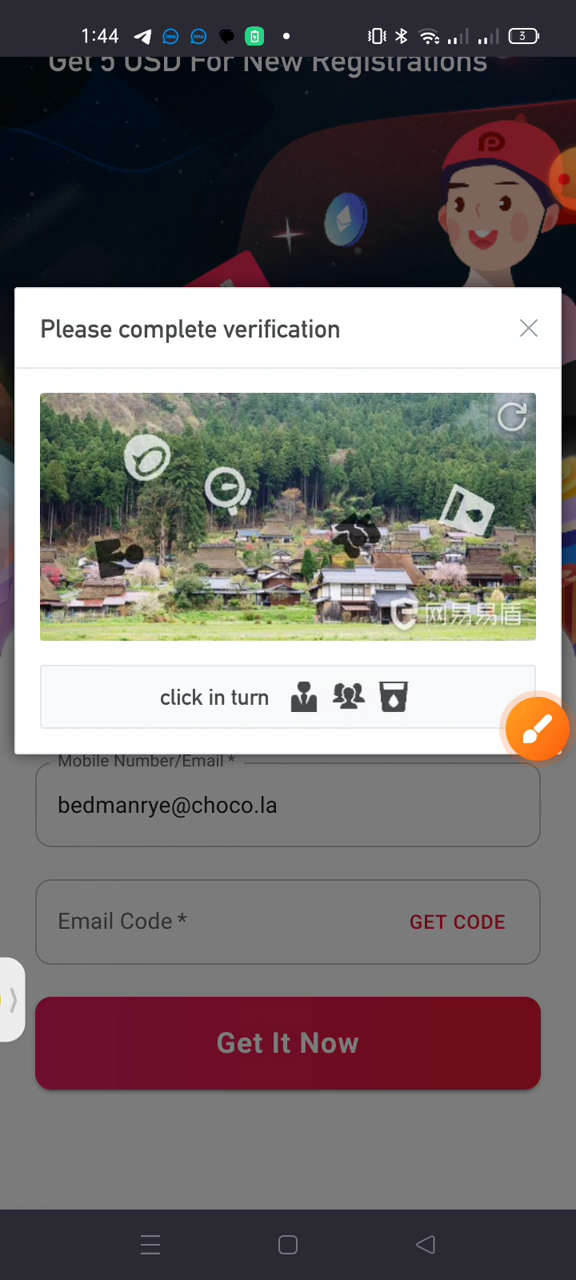 1:44
3
Get 5 USD For New Registrations
Please complete verification
网易易盾
click in turn
Mobile Number/Email *
bedmanrye@choco.la
Email Code *
GET CODE
Get It Now